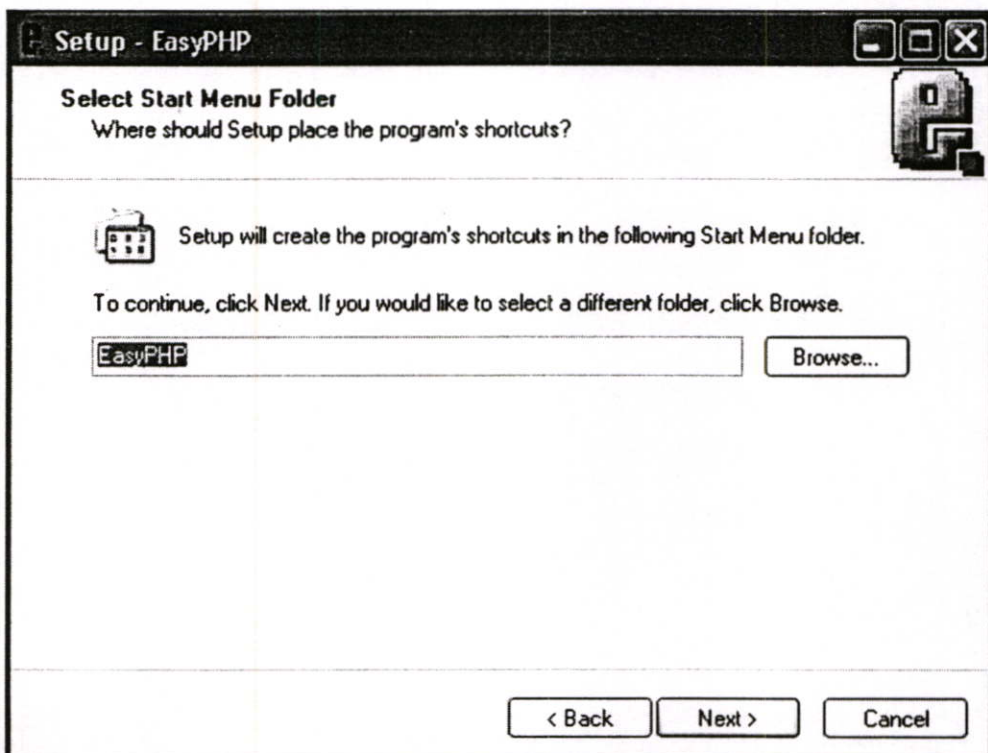 Setup - EasyPHP
Select Start Menu Folder
Where should Setup place the program's shortcuts?
Setup will create the program's shortcuts in the following Start Menu folder.
To continue, click Next. If you would like to select a different folder, click Browse.
EasyPHP
Browse...
< Back
Next >
Cancel